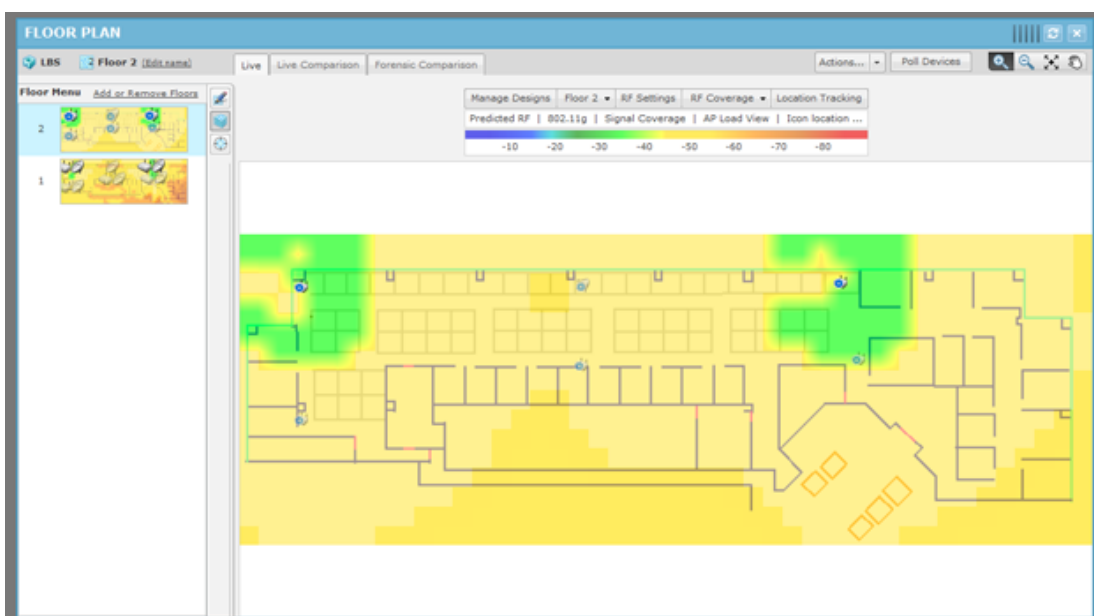 FLOOR PLAN
LBS 2 Floor 2 (Edit name) Live Live Comparison Forensic Comparison Actions... Poll Devices
Floor Menu Add or Remove Floors
Manage Designs Floor 2 RF Settings RF Coverage Location Tracking
Predicted RF | 802.11g | Signal Coverage | AP Load View | Icon location ...
-10 -20 -30 -40 -50 -60 -70 -80
2
1